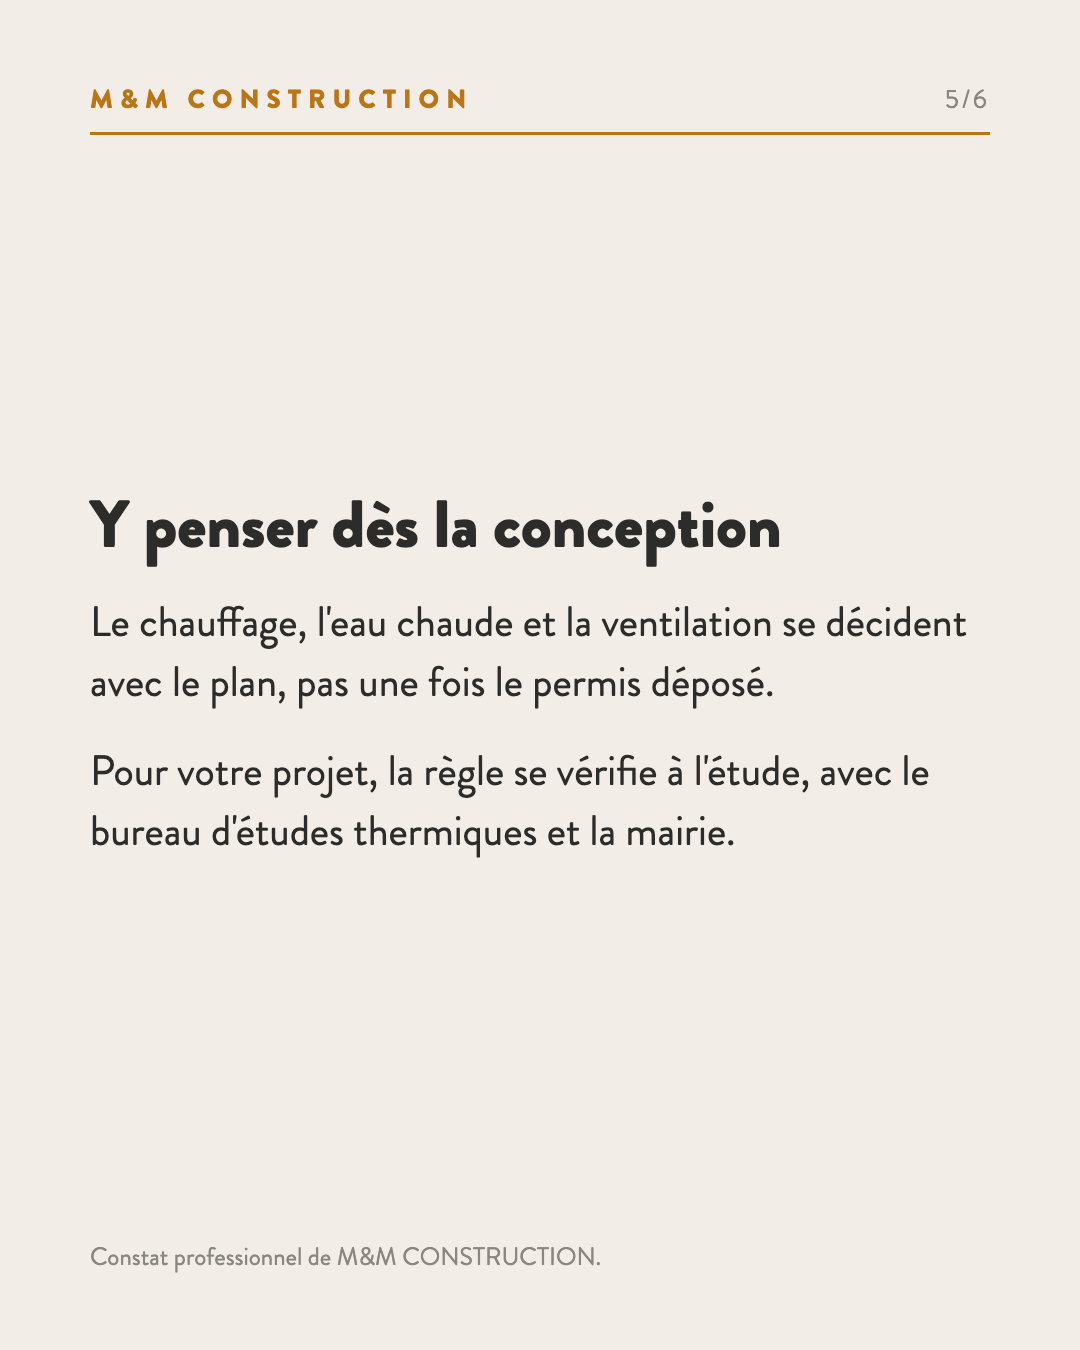 M&M CONSTRUCTION
5/6
Y penser dès la conception
Le chauffage, l'eau chaude et la ventilation se décident
avec le plan, pas une fois le permis déposé.
Pour votre projet, la règle se vérifie à l'étude, avec le
bureau d'études thermiques et la mairie.
Constat professionnel de M&M CONSTRUCTION.